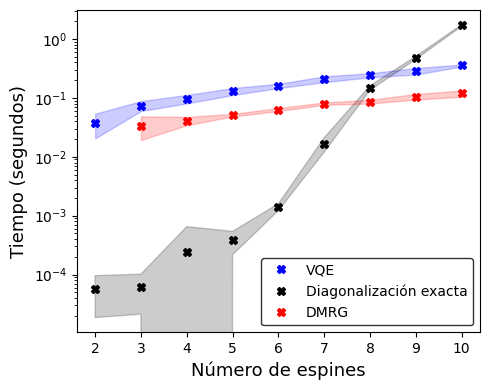 Tiempo (segundos)
10⁰
10⁻¹
10⁻²
10⁻³
10⁻⁴
VQE
Diagonalización exacta
DMRG
2 3 4 5 6 7 8 9 10
Número de espines